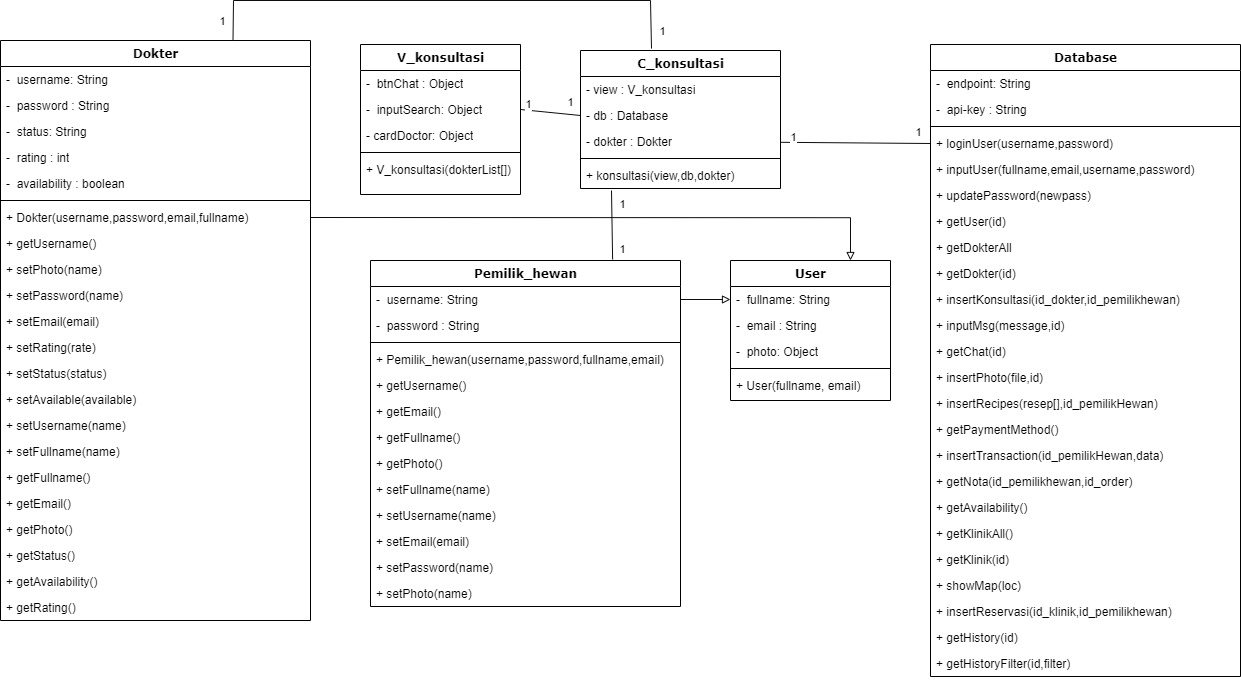 1
1
Dokter
- username: String
- password : String
- status: String
- rating : int
- availability : boolean
+ Dokter(username,password,email,fullname)
+ getUsername()
+ setPhoto(name)
+ setPassword(name)
+ setEmail(email)
+ setRating(rate)
+ setStatus(status)
+ setAvailable(available)
+ setUsername(name)
+ setFullname(name)
+ getFullname()
+ getEmail()
+ getPhoto()
+ getStatus()
+ getAvailability()
+ getRating()
V_konsultasi
- btnChat : Object
- inputSearch: Object
- cardDoctor: Object
+ V_konsultasi(dokterList[])
1
1
C_konsultasi
- view : V_konsultasi
- db : Database
- dokter : Dokter
+ konsultasi(view,db,dokter)
1
1
1
1
Pemilik_hewan
- username: String
- password : String
+ Pemilik_hewan(username,password,fullname,email)
+ getUsername()
+ getEmail()
+ getFullname()
+ getPhoto()
+ setFullname(name)
+ setUsername(name)
+ setEmail(email)
+ setPassword(name)
+ setPhoto(name)
User
- fullname: String
- email : String
- photo: Object
+ User(fullname, email)
Database
- endpoint: String
- api-key : String
+ loginUser(username,password)
+ inputUser(fullname,email,username,password)
+ updatePassword(newpass)
+ getUser(id)
+ getDokterAll
+ getDokter(id)
+ insertKonsultasi(id_dokter,id_pemilikhewan)
+ inputMsg(message,id)
+ getChat(id)
+ insertPhoto(file,id)
+ insertRecipes(resep[],id_pemilikHewan)
+ getPaymentMethod()
+ insertTransaction(id_pemilikHewan,data)
+ getNota(id_pemilikhewan,id_order)
+ getAvailability()
+ getKlinikAll()
+ getKlinik(id)
+ showMap(loc)
+ insertReservasi(id_klinik,id_pemilikhewan)
+ getHistory(id)
+ getHistoryFilter(id,filter)